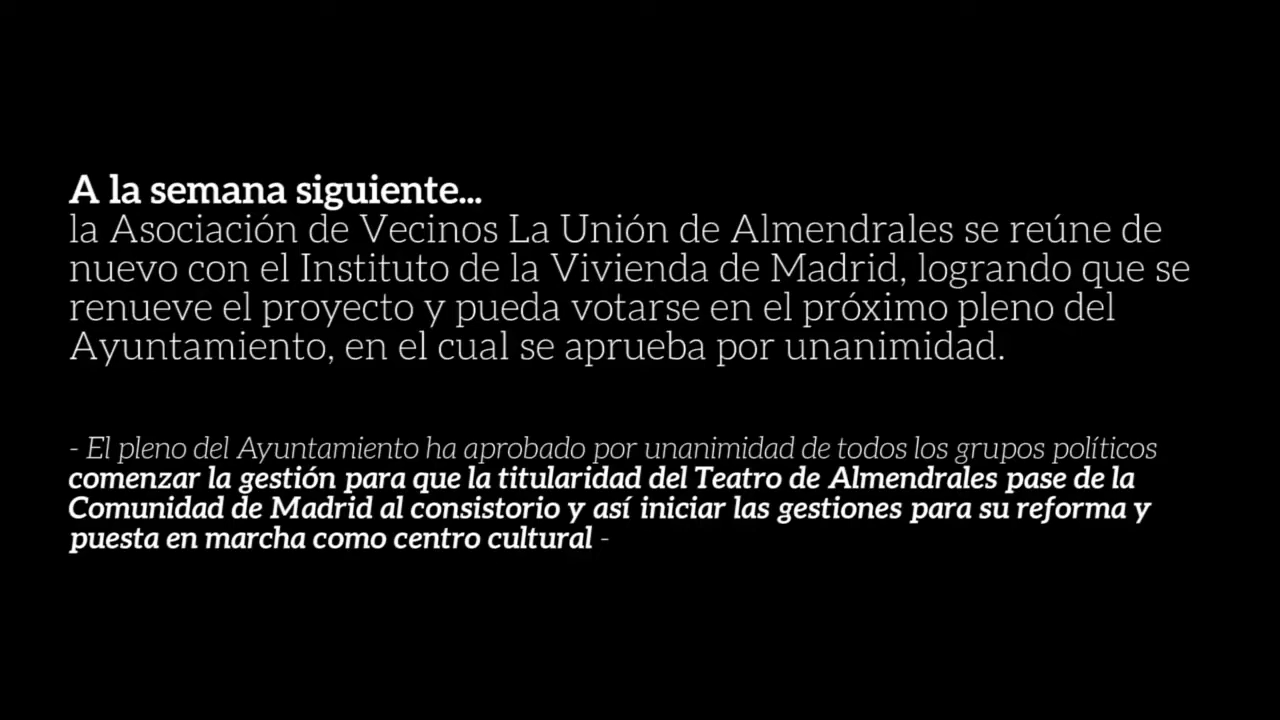 A la semana siguiente...
la Asociación de Vecinos La Unión de Almendrales se reúne de
nuevo con el Instituto de la Vivienda de Madrid, logrando que se
renueve el proyecto y pueda votarse en el próximo pleno del
Ayuntamiento, en el cual se aprueba por unanimidad.
- El pleno del Ayuntamiento ha aprobado por unanimidad de todos los grupos políticos
comenzar la gestión para que la titularidad del Teatro de Almendrales pase de la
Comunidad de Madrid al consistorio y así iniciar las gestiones para su reforma y
puesta en marcha como centro cultural -